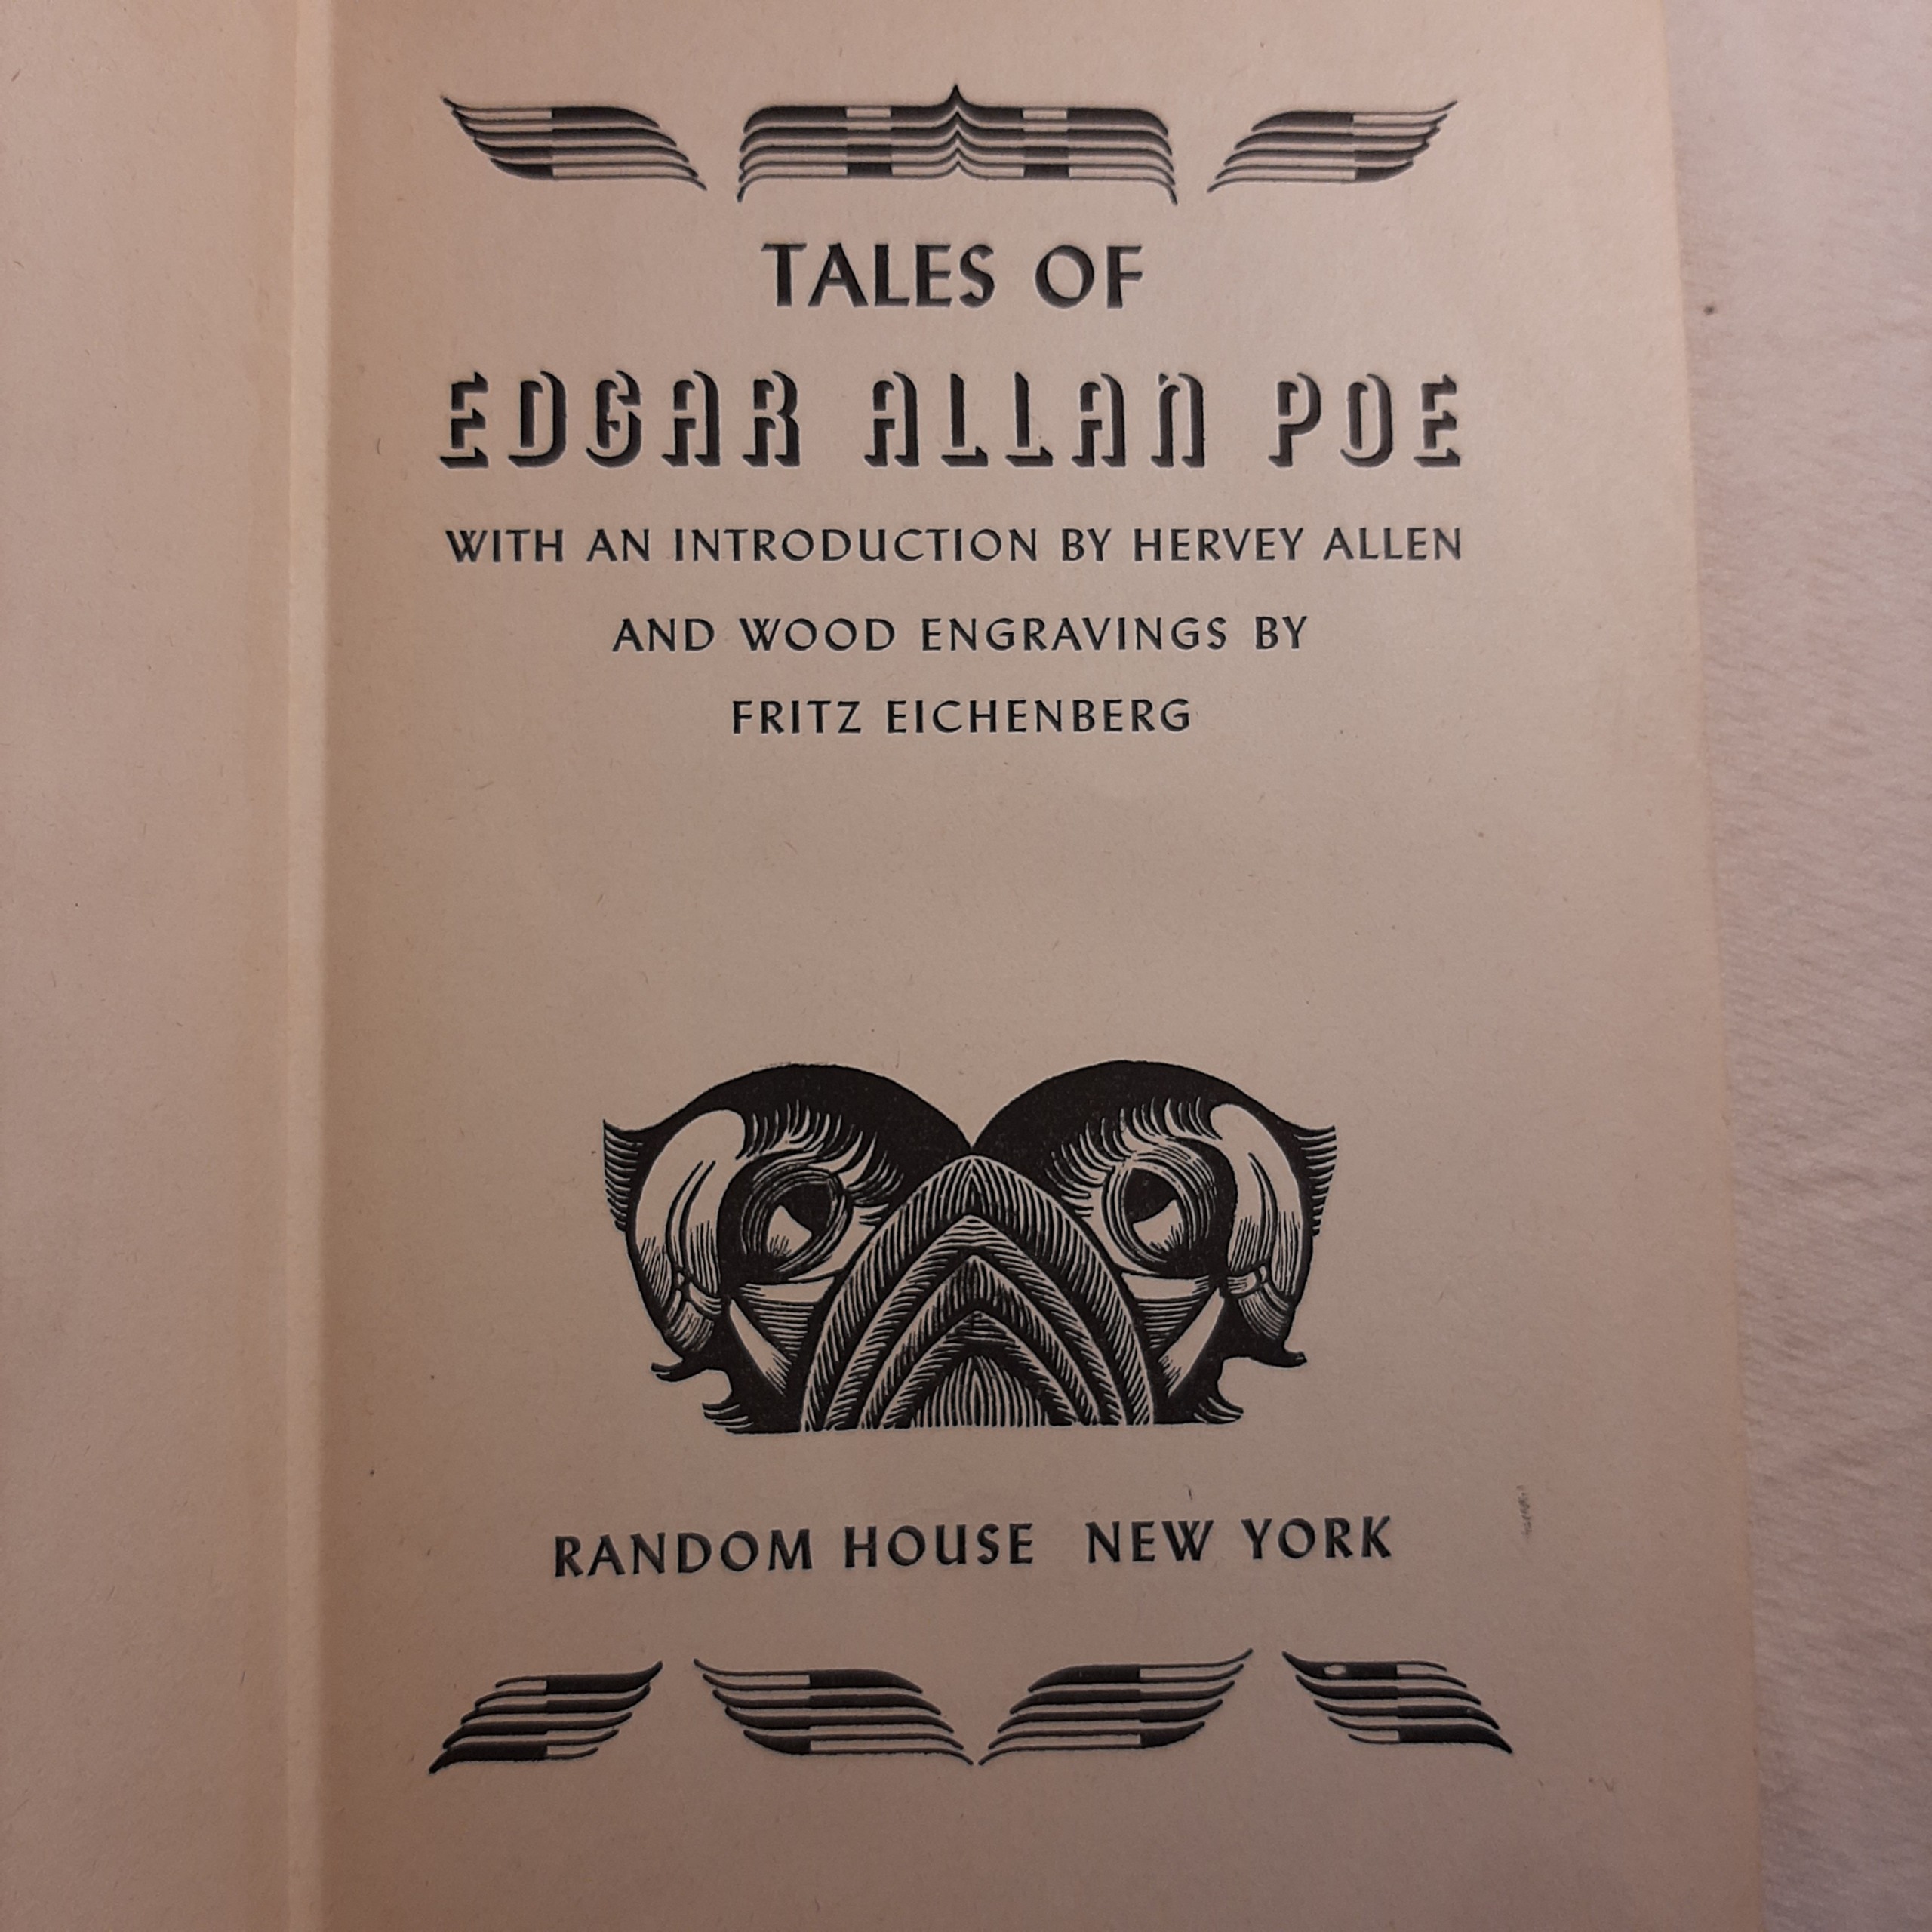 TALES OF
EDGAR ALLAN POE
WITH AN INTRODUCTION BY HERVEY ALLEN
AND WOOD ENGRAVINGS BY
FRITZ EICHENBERG
RANDOM HOUSE NEW YORK